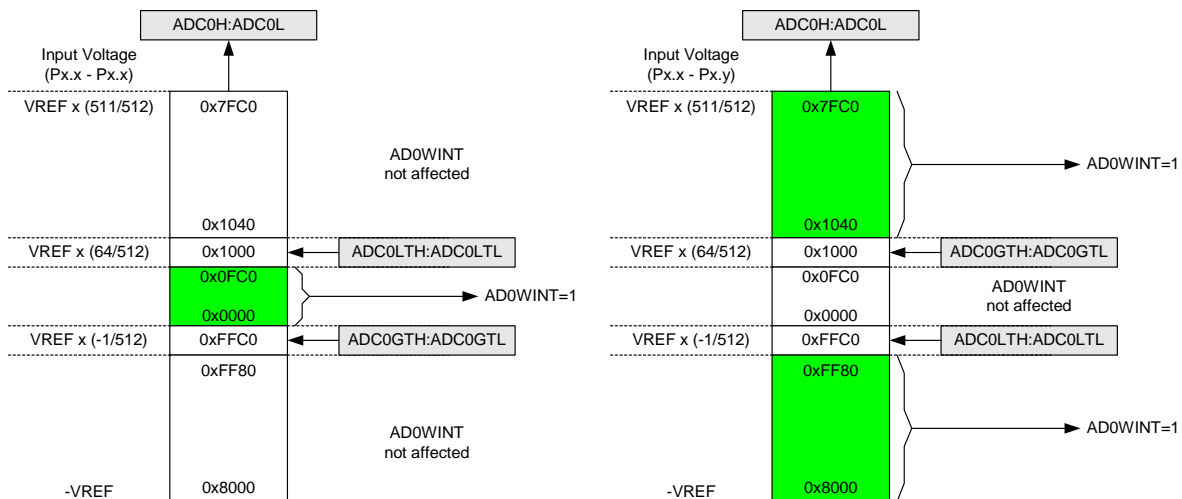 ADC0H:ADC0L
Input Voltage
(Px.x - Px.x)
VREF x (511/512)
0x7FC0
AD0WINT
not affected
0x1040
VREF x (64/512)
0x1000
ADC0LTH:ADC0LTL
0x0FC0
AD0WINT=1
0x0000
VREF x (-1/512)
0xFFC0
ADC0GTH:ADC0GTL
0xFF80
AD0WINT
not affected
-VREF
0x8000
ADC0H:ADC0L
Input Voltage
(Px.x - Px.y)
VREF x (511/512)
0x7FC0
AD0WINT=1
0x1040
VREF x (64/512)
0x1000
ADC0GTH:ADC0GTL
0x0FC0
AD0WINT
not affected
0x0000
VREF x (-1/512)
0xFFC0
ADC0LTH:ADC0LTL
0xFF80
AD0WINT=1
-VREF
0x8000